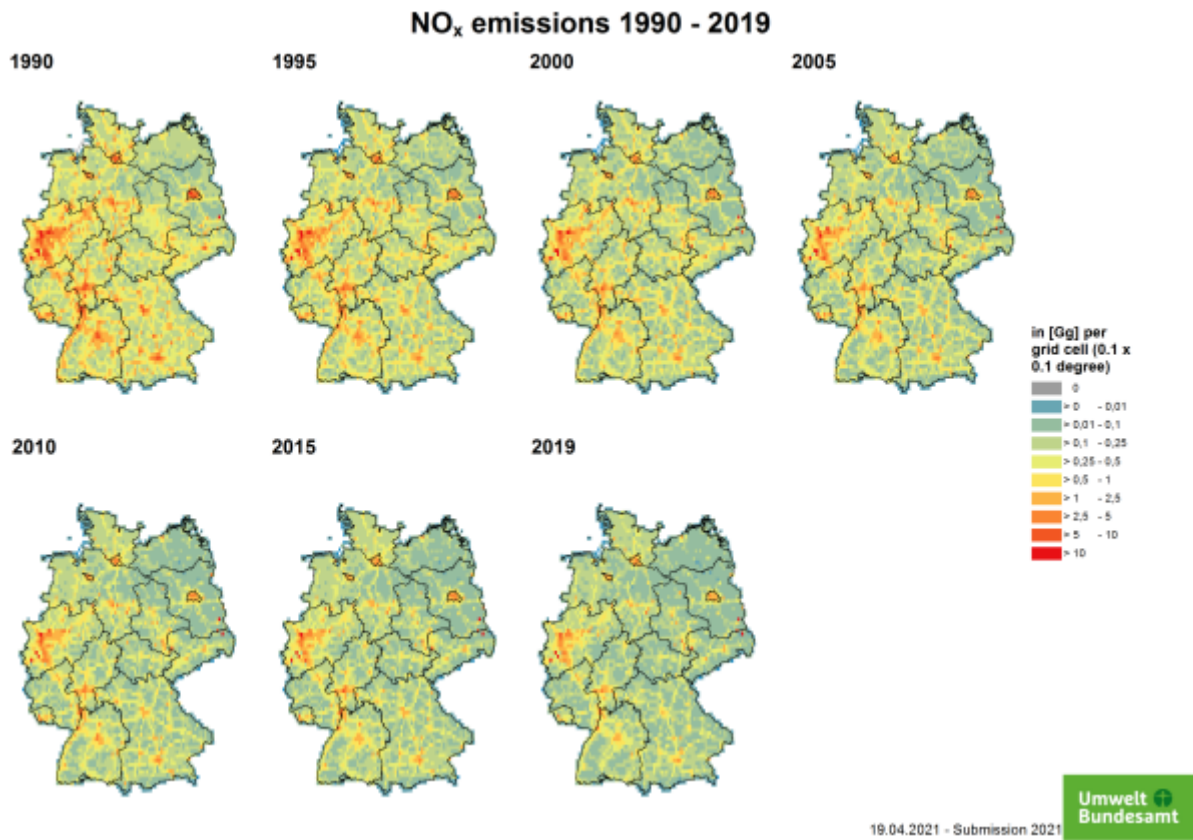 NOx emissions 1990 - 2019
1990
1995
2000
2005
2010
2015
2019
in [Gg] per
grid cell (0.1 x
0.1 degree)
0
> 0 - 0,01
> 0,01 - 0,1
> 0,1 - 0,25
> 0,25 - 0,5
> 0,5 - 1
> 1 - 2,5
> 2,5 - 5
> 5 - 10
> 10
Umwelt
Bundesamt
19.04.2021 - Submission 2021